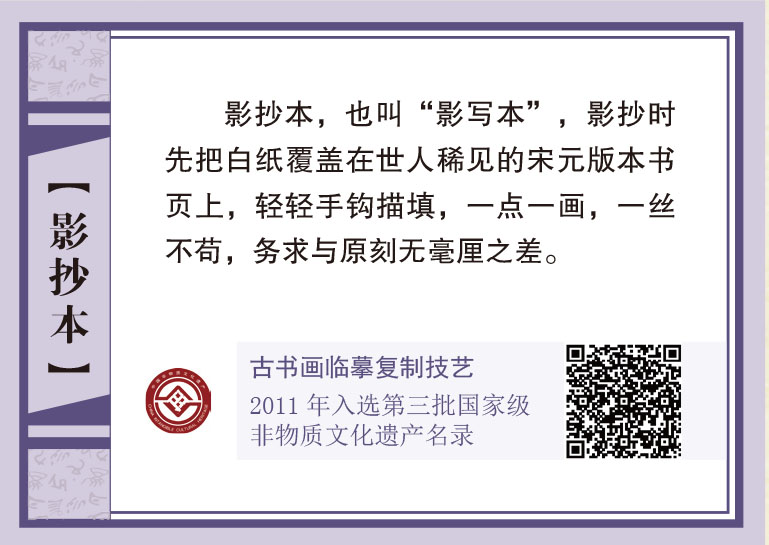 【影抄本】
影抄本，也叫“影写本”，影抄时
先把白纸覆盖在世人稀见的宋元版本书
页上，轻轻手钩描填，一点一画，一丝
不苟，务求与原刻无毫厘之差。
古书画临摹复制技艺
2011 年入选第三批国家级
非物质文化遗产名录